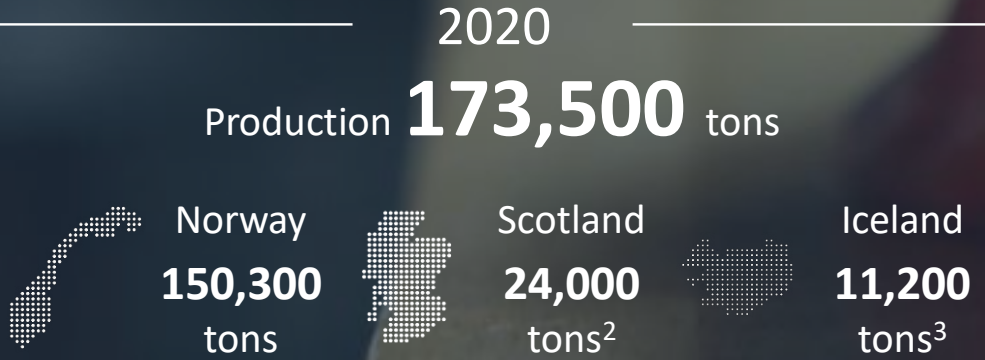 2020
Production 173,500 tons
Norway Scotland Iceland
150,300 24,000 11,200
tons tons² tons³